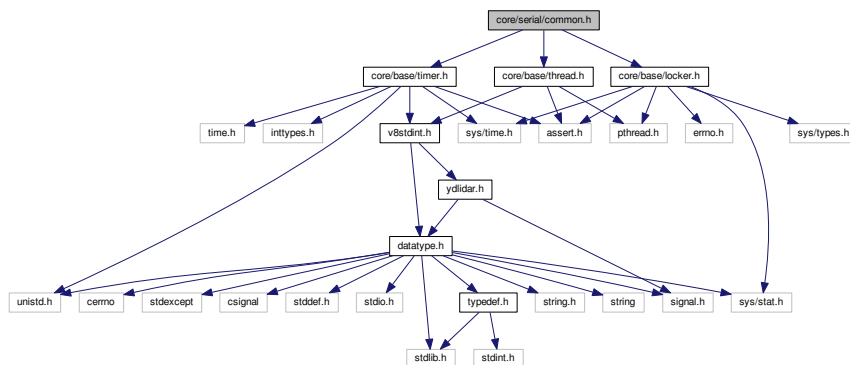 core/serial/common.h
core/base/timer.h
core/base/thread.h
core/base/locker.h
time.h
inttypes.h
v8stdint.h
sys/time.h
assert.h
pthread.h
errno.h
sys/types.h
ydlidar.h
datatype.h
unistd.h
cerrno
stdexcept
csignal
stddef.h
stdio.h
typedef.h
string.h
string
signal.h
sys/stat.h
stdlib.h
stdint.h